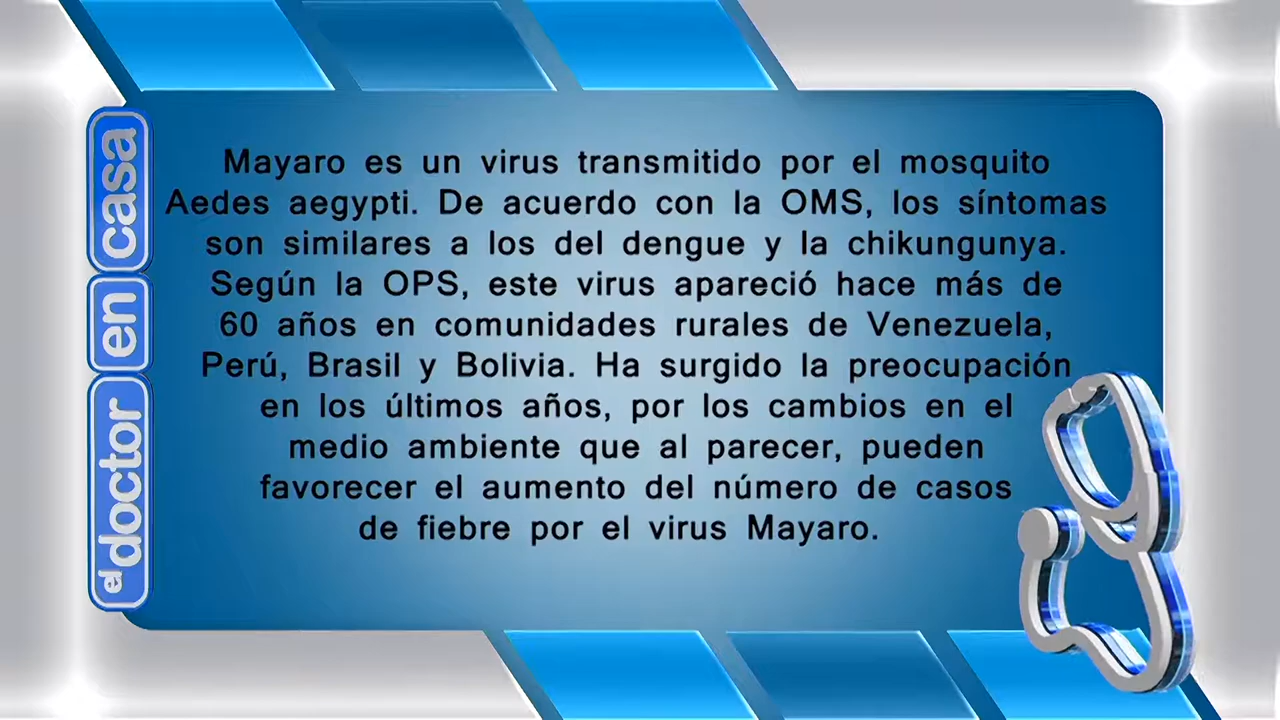 Mayaro es un virus transmitido por el mosquito
Aedes aegypti. De acuerdo con la OMS, los síntomas
son similares a los del dengue y la chikungunya.
Según la OPS, este virus apareció hace más de
60 años en comunidades rurales de Venezuela,
Perú, Brasil y Bolivia. Ha surgido la preocupación
en los últimos años, por los cambios en el
medio ambiente que al parecer, pueden
favorecer el aumento del número de casos
de fiebre por el virus Mayaro.
el doctor en casa